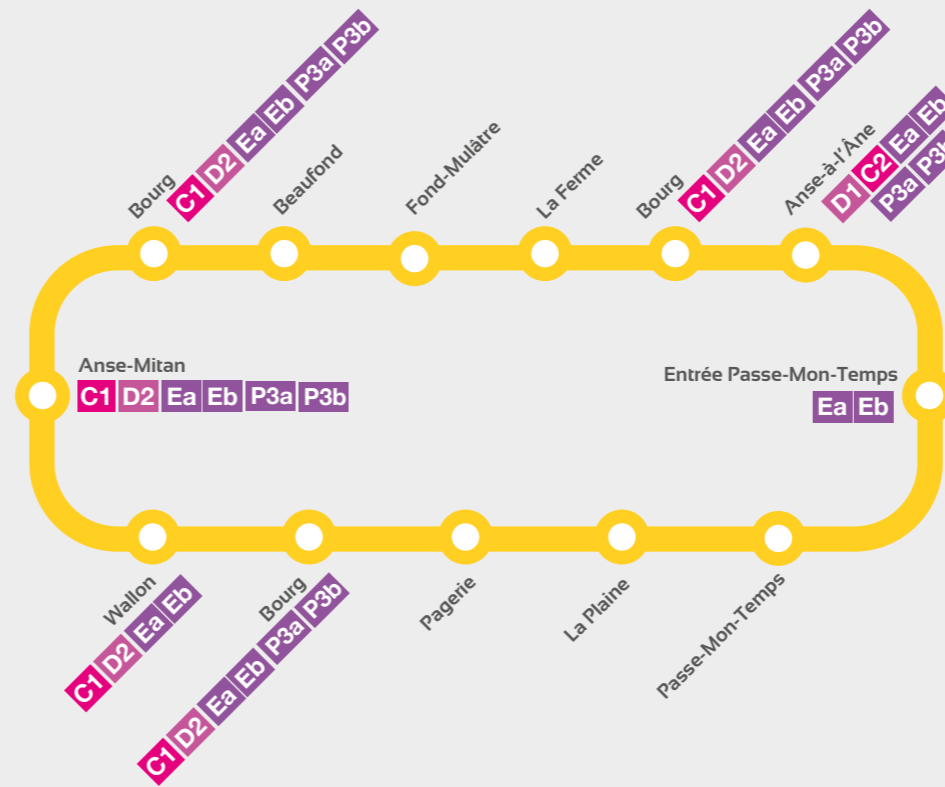 Bourg
C1 D2 Ea Eb P3a P3b
Beaufond
Fond-Mulâtre
La Ferme
Bourg
C1 D2 Ea Eb P3a P3b
Anse-à-l'Âne
D1 C2 Ea Eb
P3a P3b
Anse-Mitan
C1 D2 Ea Eb P3a P3b
Entrée Passe-Mon-Temps
Ea Eb
Wallon
C1 D2 Ea Eb
Bourg
C1 D2 Ea Eb P3a P3b
Pagerie
La Plaine
Passe-Mon-Temps